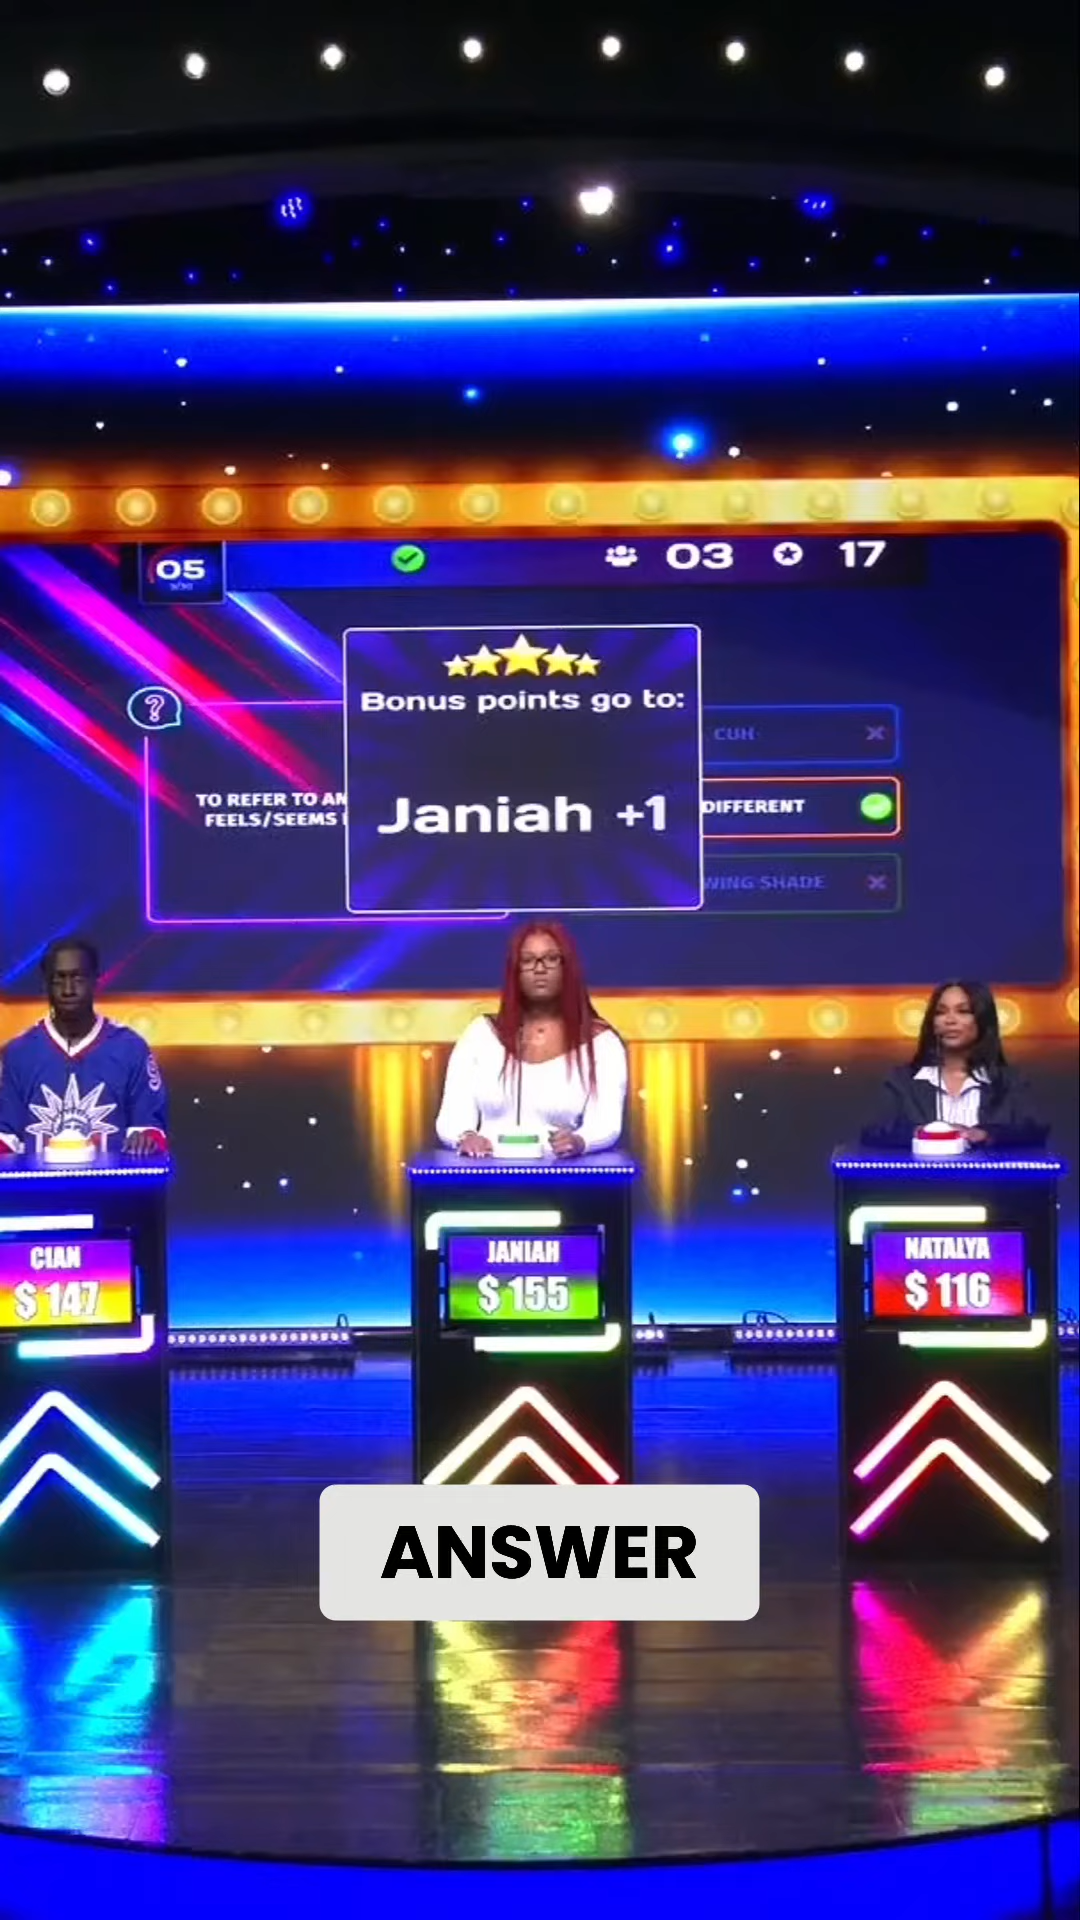 05
03
17
Bonus points go to:
Janiah +1
TO REFER TO AN
FEELS/SEEMS
CUH
DIFFERENT
WING SHADE
CIAN
$ 147
JANIAH
$ 155
NATALYA
$ 116
ANSWER